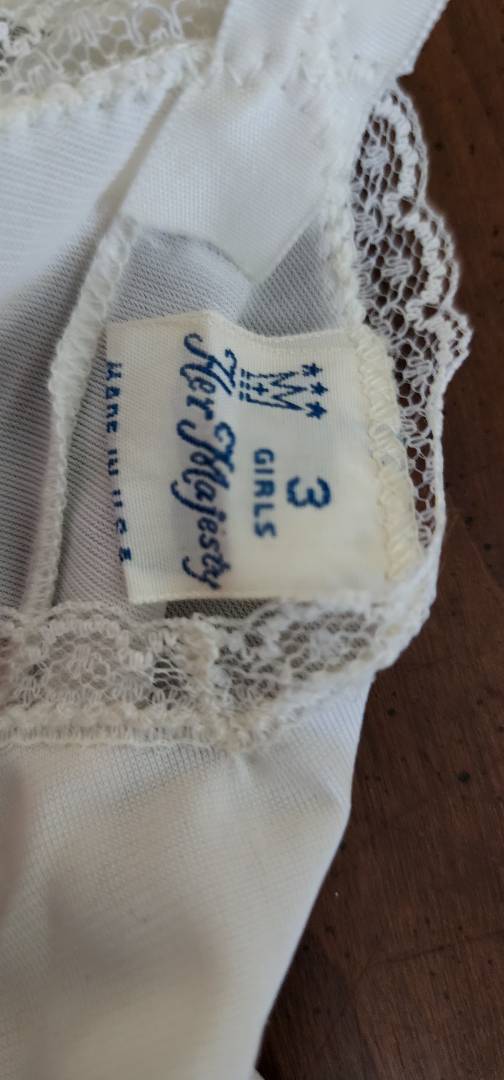 3
GIRLS
Her Majesty
MADE IN U.S.A